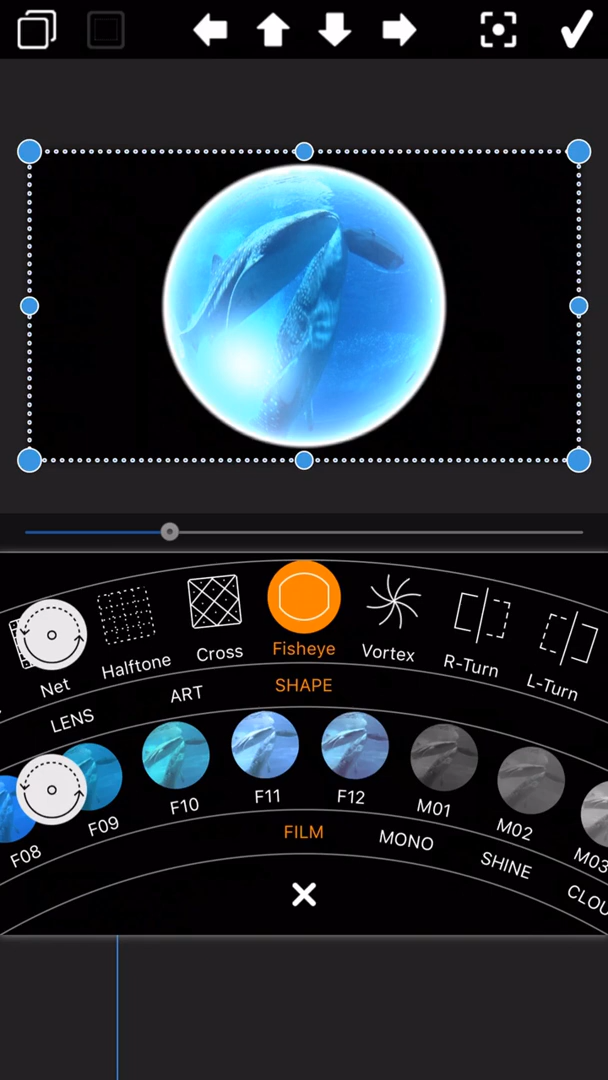 Net
Halftone
Cross
Fisheye
Vortex
R-Turn
L-Turn
LENS
ART
SHAPE
F08
F09
F10
F11
F12
M01
M02
M03
FILM
MONO
SHINE